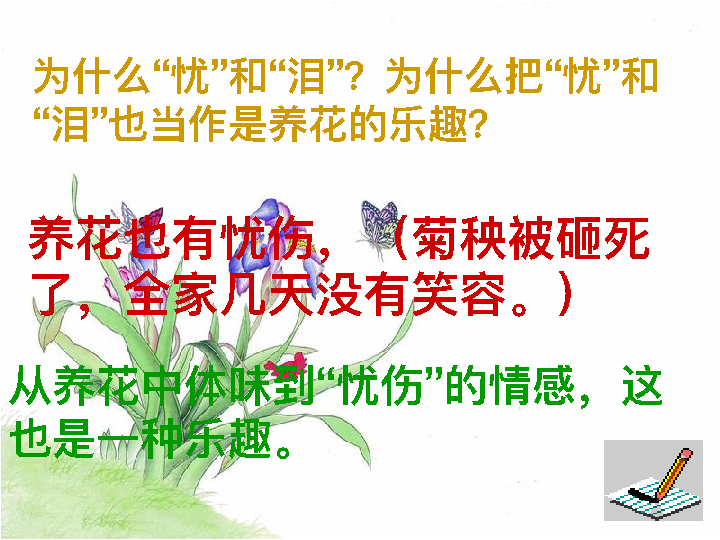 为什么“忧”和“泪”？为什么把“忧”和
“泪”也当作是养花的乐趣？
养花也有忧伤，（菊秧被砸死
了，全家几天没有笑容。）
从养花中体味到“忧伤”的情感，这
也是一种乐趣。